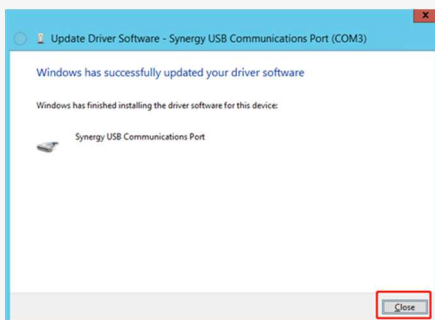 x
Update Driver Software - Synergy USB Communications Port (COM3)
Windows has successfully updated your driver software
Windows has finished installing the driver software for this device:
Synergy USB Communications Port
Close